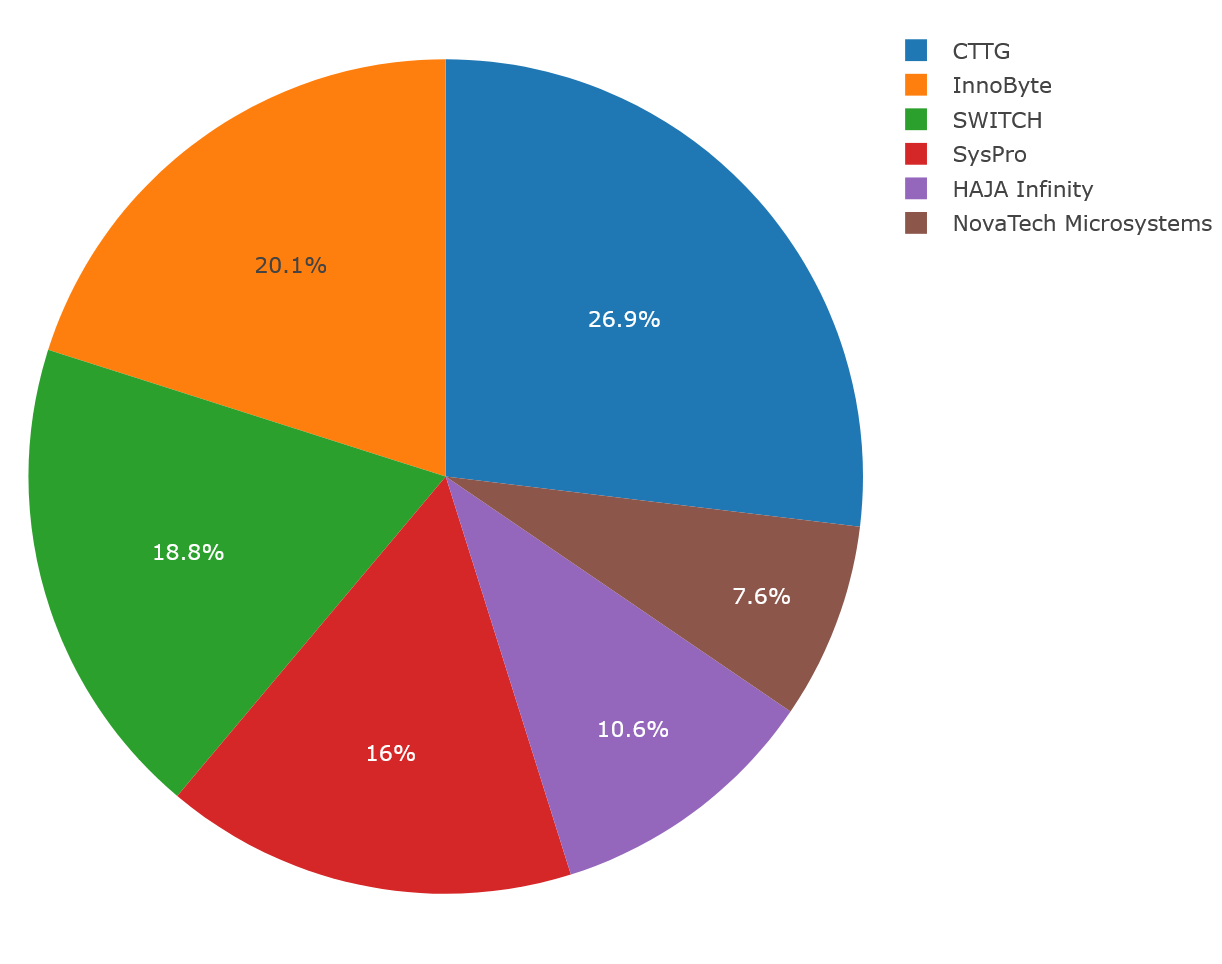 CTTG
InnoByte
SWITCH
SysPro
HAJA Infinity
NovaTech Microsystems
20.1%
26.9%
18.8%
7.6%
10.6%
16%